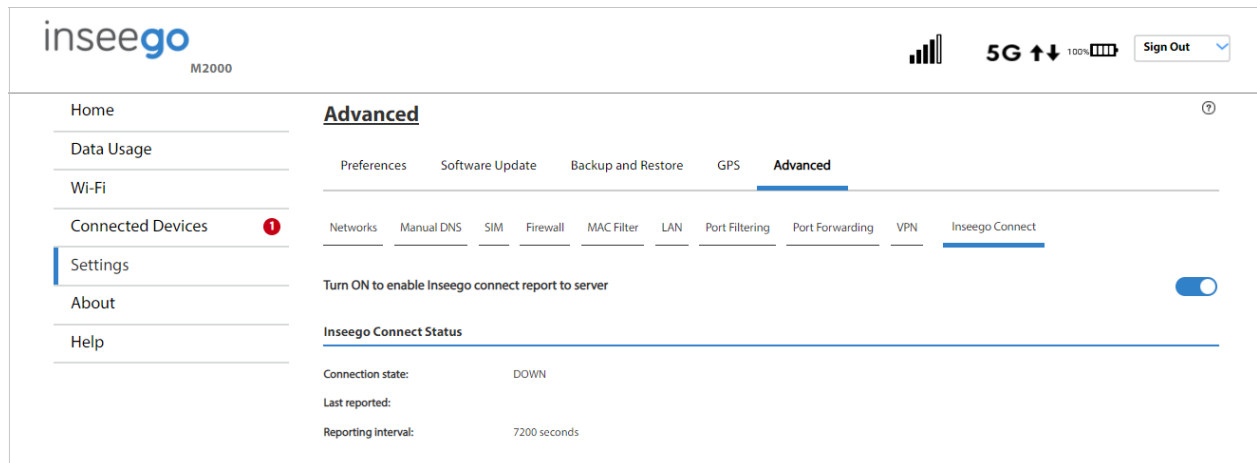 inseego
M2000
5G 100% Sign Out
Home
Data Usage
Wi-Fi
Connected Devices 1
Settings
About
Help
Advanced ?
Preferences Software Update Backup and Restore GPS Advanced
Networks Manual DNS SIM Firewall MAC Filter LAN Port Filtering Port Forwarding VPN Inseego Connect
Turn ON to enable Inseego connect report to server
Inseego Connect Status
Connection state: DOWN
Last reported:
Reporting interval: 7200 seconds